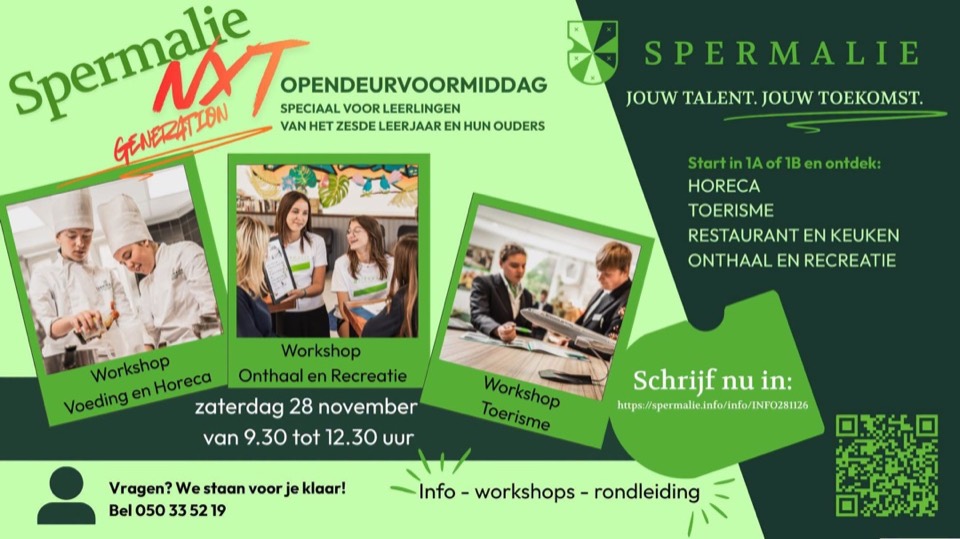 Spermalie
NXT
GENERATION
OPENDEURVOORMIDDAG
SPECIAAL VOOR LEERLINGEN
VAN HET ZESDE LEERJAAR EN HUN OUDERS
SPERMALIE
JOUW TALENT. JOUW TOEKOMST.
Start in 1A of 1B en ontdek:
HORECA
TOERISME
RESTAURANT EN KEUKEN
ONTHAAL EN RECREATIE
Workshop
Voeding en Horeca
Workshop
Onthaal en Recreatie
Workshop
Toerisme
zaterdag 28 november
van 9.30 tot 12.30 uur
Schrijf nu in:
https://spermalie.info/info/INFO281126
Vragen? We staan voor je klaar!
Bel 050 33 52 19
Info - workshops - rondleiding